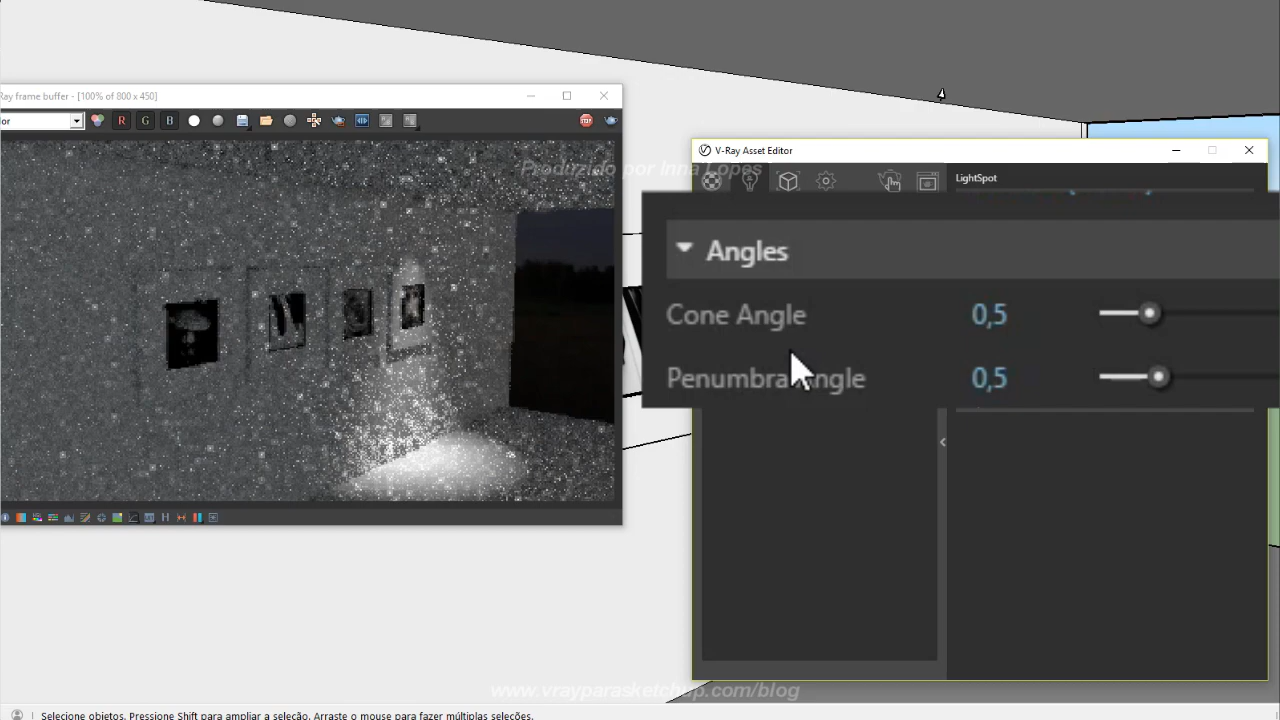 Ray frame buffer - [100% of 800 x 450]
or
R G B
STOP
Produzido por Inna Lopes
V-Ray Asset Editor
LightSpot
Angles
Cone Angle 0,5
Penumbra Angle 0,5
H
www.vrayparasketchup.com/blog
Selecione objetos. Pressione Shift para ampliar a seleção. Arraste o mouse para fazer múltiplas seleções.